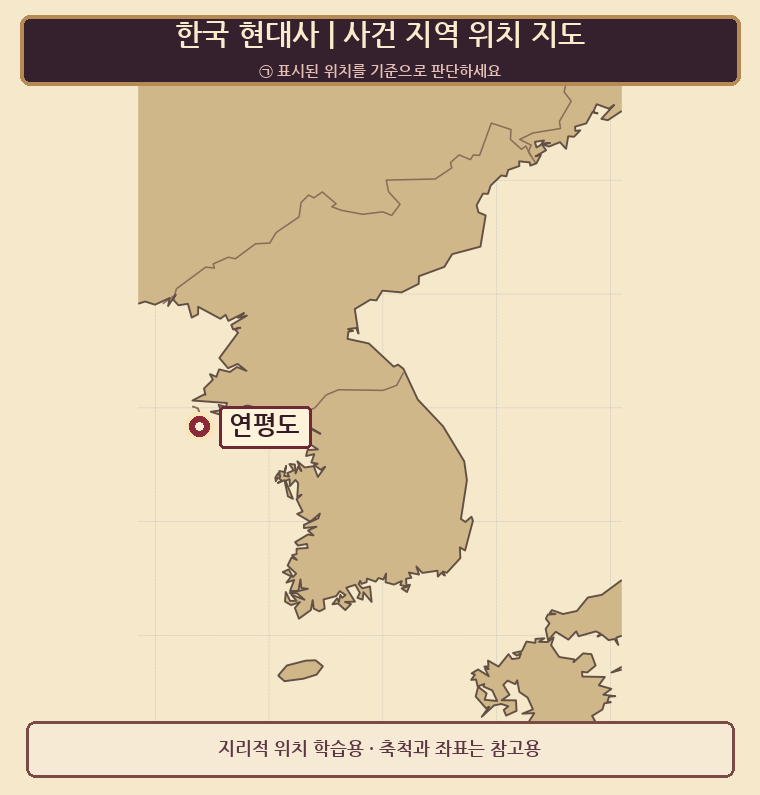 한국 현대사 | 사건 지역 위치 지도
㉠ 표시된 위치를 기준으로 판단하세요
연평도
지리적 위치 학습용 · 축척과 좌표는 참고용